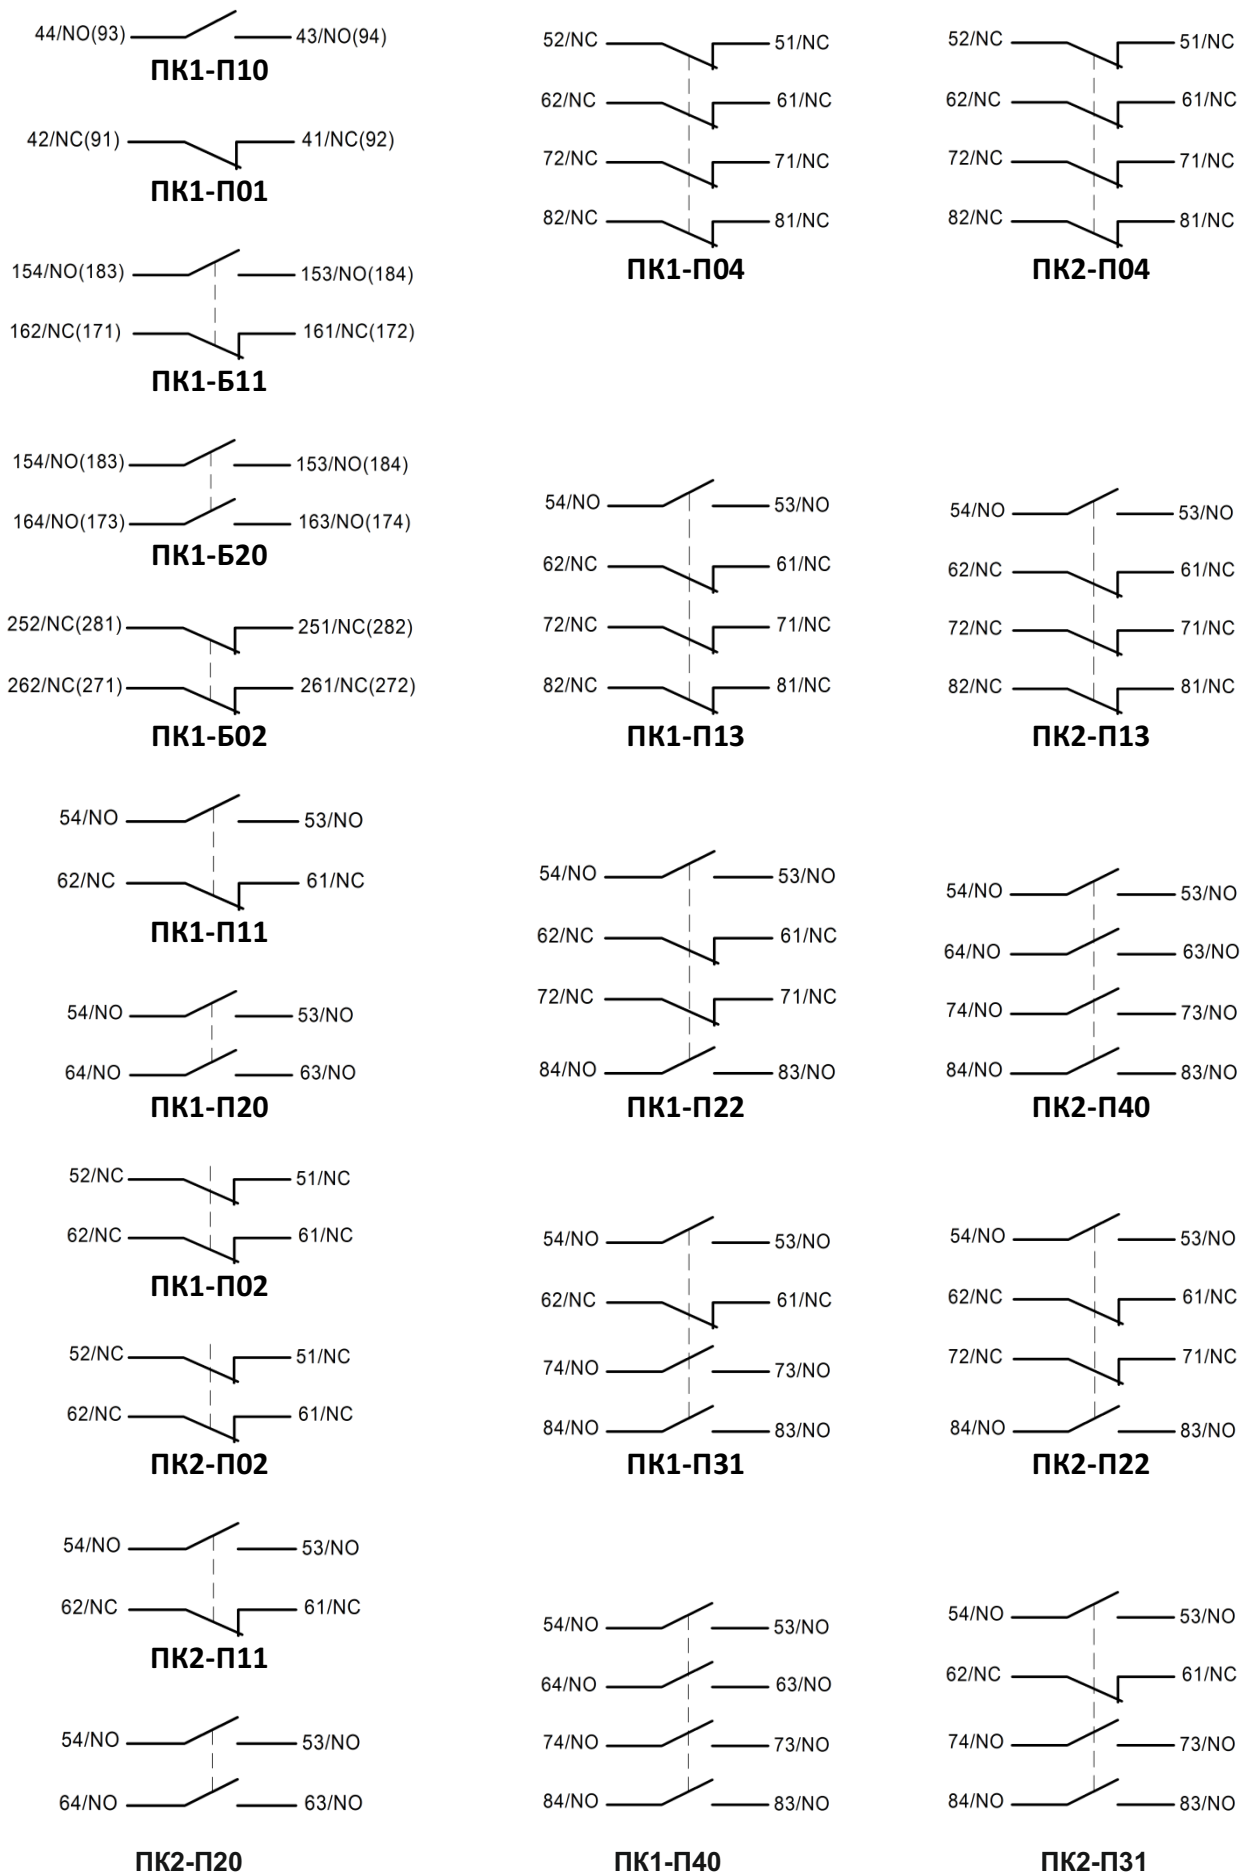 44/NO(93) 43/NO(94)
ПК1-П10
42/NC(91) 41/NC(92)
ПК1-П01
154/NO(183) 153/NO(184)
162/NC(171) 161/NC(172)
ПК1-Б11
154/NO(183) 153/NO(184)
164/NO(173) 163/NO(174)
ПК1-Б20
252/NC(281) 251/NC(282)
262/NC(271) 261/NC(272)
ПК1-Б02
54/NO 53/NO
62/NC 61/NC
ПК1-П11
54/NO 53/NO
64/NO 63/NO
ПК1-П20
52/NC 51/NC
62/NC 61/NC
ПК1-П02
52/NC 51/NC
62/NC 61/NC
ПК2-П02
54/NO 53/NO
62/NC 61/NC
ПК2-П11
54/NO 53/NO
64/NO 63/NO
ПК2-П20
52/NC 51/NC
62/NC 61/NC
72/NC 71/NC
82/NC 81/NC
ПК1-П04
54/NO 53/NO
62/NC 61/NC
72/NC 71/NC
82/NC 81/NC
ПК1-П13
54/NO 53/NO
62/NC 61/NC
72/NC 71/NC
84/NO 83/NO
ПК1-П22
54/NO 53/NO
62/NC 61/NC
74/NO 73/NO
84/NO 83/NO
ПК1-П31
54/NO 53/NO
64/NO 63/NO
74/NO 73/NO
84/NO 83/NO
ПК1-П40
52/NC 51/NC
62/NC 61/NC
72/NC 71/NC
82/NC 81/NC
ПК2-П04
54/NO 53/NO
62/NC 61/NC
72/NC 71/NC
82/NC 81/NC
ПК2-П13
54/NO 53/NO
64/NO 63/NO
74/NO 73/NO
84/NO 83/NO
ПК2-П40
54/NO 53/NO
62/NC 61/NC
72/NC 71/NC
84/NO 83/NO
ПК2-П22
54/NO 53/NO
62/NC 61/NC
74/NO 73/NO
84/NO 83/NO
ПК2-П31